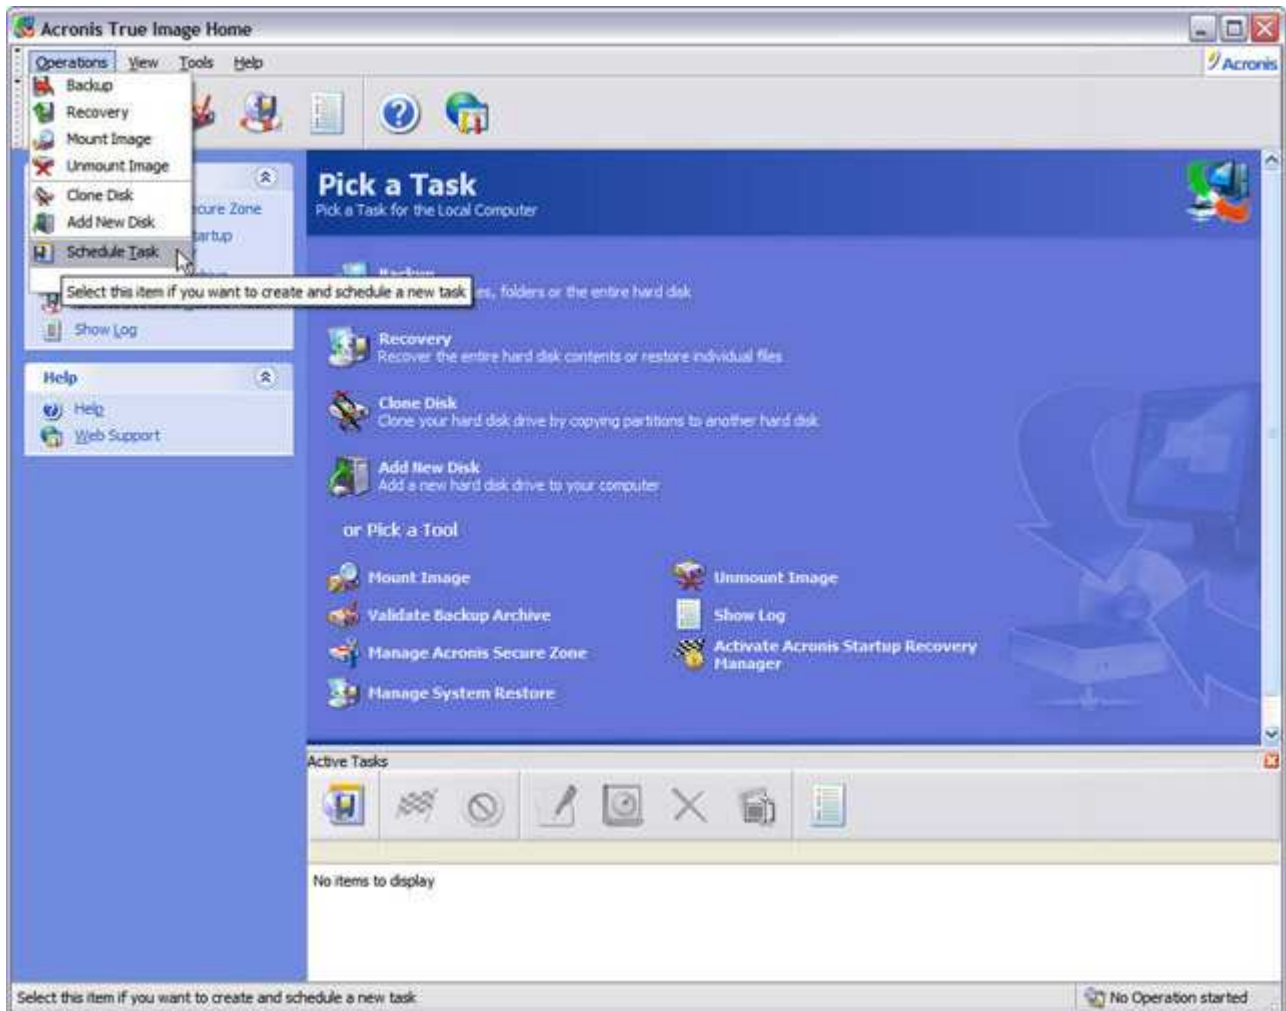 Acronis True Image Home
Operations View Tools Help
Acronis
Backup
Recovery
Mount Image
Unmount Image
Clone Disk
Add New Disk
Schedule Task
Select this item if you want to create and schedule a new task
cure Zone
artup
Show Log
Help
Help
Web Support
Pick a Task
Pick a Task for the Local Computer
Backup
es, folders or the entire hard disk
Recovery
Recover the entire hard disk contents or restore individual files
Clone Disk
Clone your hard disk drive by copying partitions to another hard disk
Add New Disk
Add a new hard disk drive to your computer
or Pick a Tool
Mount Image
Unmount Image
Validate Backup Archive
Show Log
Manage Acronis Secure Zone
Activate Acronis Startup Recovery
Manager
Manage System Restore
Active Tasks
No items to display
Select this item if you want to create and schedule a new task
No Operation started